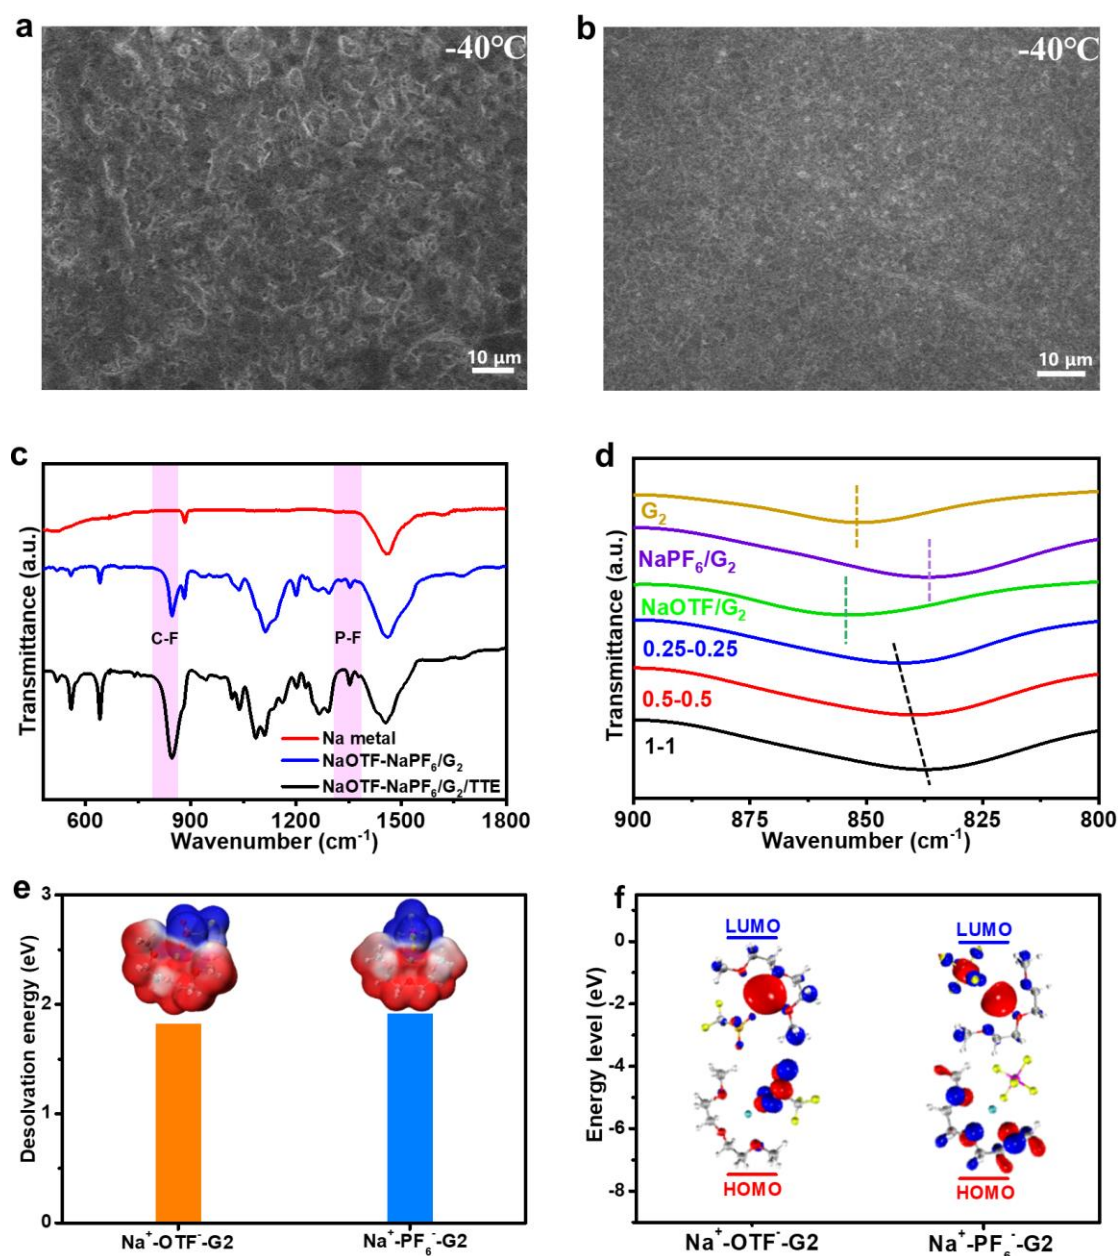 a
-40°C
10 μm
b
-40°C
10 μm
c
Transmittance (a.u.)
C-F
P-F
Na metal
NaOTF-NaPF₆/G₂
NaOTF-NaPF₆/G₂/TTE
600 900 1200 1500 1800
Wavenumber (cm⁻¹)
d
Transmittance (a.u.)
G₂
NaPF₆/G₂
NaOTF/G₂
0.25-0.25
0.5-0.5
1-1
900 875 850 825 800
Wavenumber (cm⁻¹)
e
Desolvation energy (eV)
3
2
1
0
Na⁺-OTF⁻-G2 Na⁺-PF₆⁻-G2
f
Energy level (eV)
0
-2
-4
-6
-8
LUMO LUMO
HOMO HOMO
Na⁺-OTF⁻-G2 Na⁺-PF₆⁻-G2